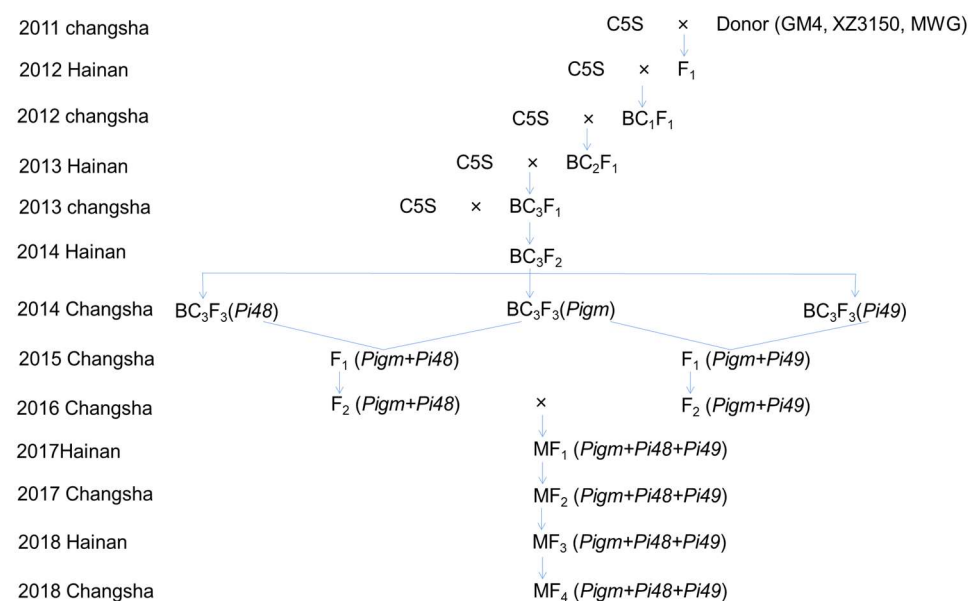 2011 changsha C5S × Donor (GM4, XZ3150, MWG)
2012 Hainan C5S × F₁
2012 changsha C5S × BC₁F₁
2013 Hainan C5S × BC₂F₁
2013 changsha C5S × BC₃F₁
2014 Hainan BC₃F₂
2014 Changsha BC₃F₃(Pi48) BC₃F₃(Pigm) BC₃F₃(Pi49)
2015 Changsha F₁ (Pigm+Pi48) F₁ (Pigm+Pi49)
2016 Changsha F₂ (Pigm+Pi48) × F₂ (Pigm+Pi49)
2017Hainan MF₁ (Pigm+Pi48+Pi49)
2017 Changsha MF₂ (Pigm+Pi48+Pi49)
2018 Hainan MF₃ (Pigm+Pi48+Pi49)
2018 Changsha MF₄ (Pigm+Pi48+Pi49)